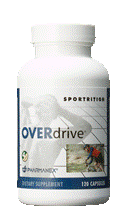 SPORTRITION
OVERdrive
PHARMANEX
DIETARY SUPPLEMENT
120 CAPSULES